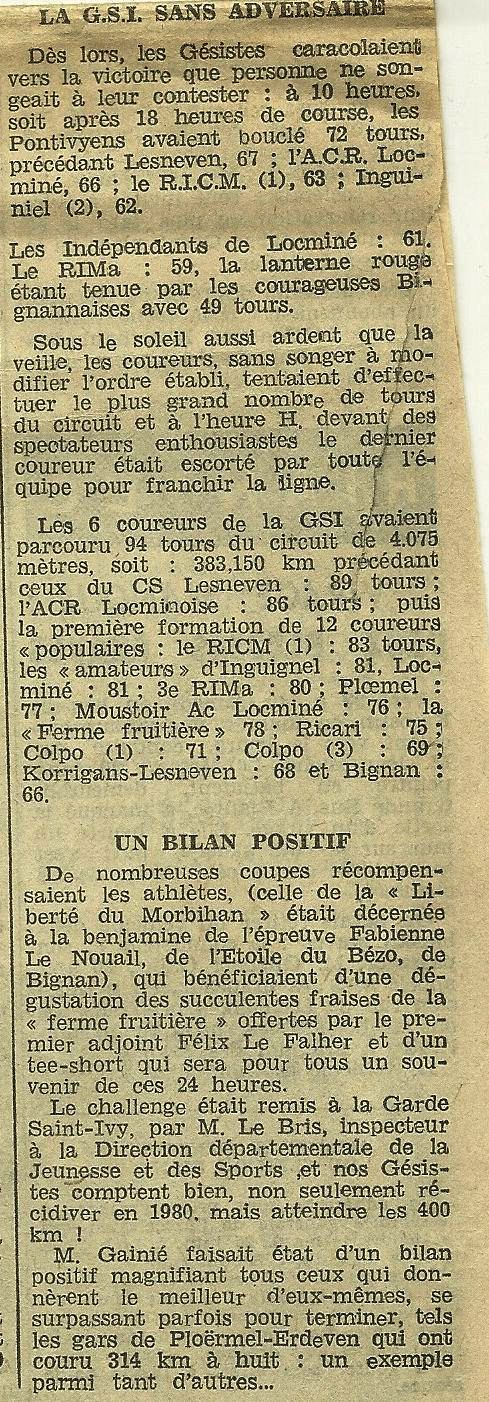 LA G.S.I. SANS ADVERSAIRE
Dès lors, les Gésistes caracolaient
vers la victoire que personne ne son-
geait à leur contester : à 10 heures,
soit après 18 heures de course, les
Pontivyens avaient bouclé 72 tours,
précédant Lesneven, 67 ; l'A.C.R. Loc-
miné, 66 ; le R.I.C.M. (1), 63 ; Ingui-
niel (2), 62.
Les Indépendants de Locminé : 61.
Le RIMa : 59, la lanterne rouge
étant tenue par les courageuses Bi-
gnannaises avec 49 tours.
Sous le soleil aussi ardent que la
veille, les coureurs, sans songer à mo-
difier l'ordre établi, tentaient d'effec-
tuer le plus grand nombre de tours
du circuit et à l'heure H, devant des
spectateurs enthousiastes le dernier
coureur était escorté par toute l'é-
quipe pour franchir la ligne.
Les 6 coureurs de la GSI avaient
parcouru 94 tours du circuit de 4.075
mètres, soit : 383,150 km précédant
ceux du CS Lesneven : 89 tours ;
l'ACR Locminoise : 86 tours ; puis
la première formation de 12 coureurs
« populaires : le RICM (1) : 83 tours,
les « amateurs » d'Inguignel : 81, Loc-
miné : 81 ; 3e RIMa : 80 ; Plœmel :
77 ; Moustoir Ac Locminé : 76 ; la
« Ferme fruitière » 78 ; Ricari : 75 ;
Colpo (1) : 71 ; Colpo (3) : 69 ;
Korrigans-Lesneven : 68 et Bignan :
66.
UN BILAN POSITIF
De nombreuses coupes récompen-
saient les athlètes, (celle de la « Li-
berté du Morbihan » était décernée
à la benjamine de l'épreuve Fabienne
Le Nouail, de l'Etoile du Bézo, de
Bignan), qui bénéficiaient d'une dé-
gustation des succulentes fraises de la
« ferme fruitière » offertes par le pre-
mier adjoint Félix Le Falher et d'un
tee-short qui sera pour tous un sou-
venir de ces 24 heures.
Le challenge était remis à la Garde
Saint-Ivy, par M. Le Bris, inspecteur
à la Direction départementale de la
Jeunesse et des Sports ,et nos Gésis-
tes comptent bien, non seulement ré-
cidiver en 1980, mais atteindre les 400
km !
M. Gainié faisait état d'un bilan
positif magnifiant tous ceux qui don-
nèrent le meilleur d'eux-mêmes, se
surpassant parfois pour terminer, tels
les gars de Ploërmel-Erdeven qui ont
couru 314 km à huit : un exemple
parmi tant d'autres...